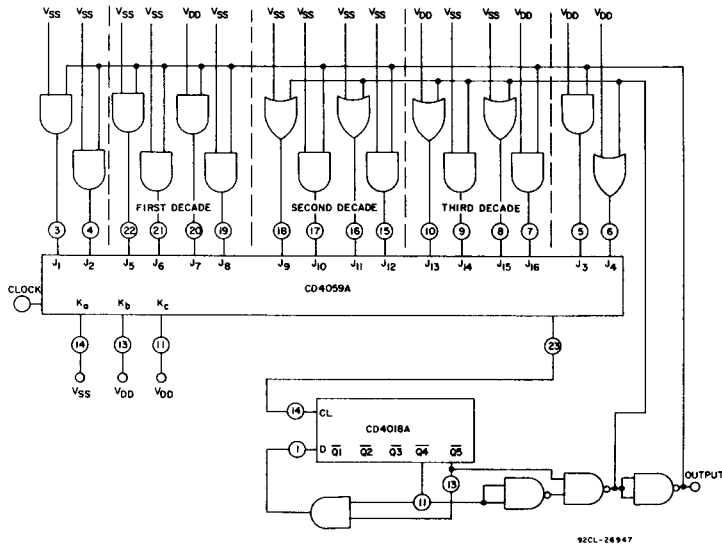 VSS VSS VSS VSS VDD VSS VSS VSS VSS VSS VDD VSS VSS VDD VDD VDD
FIRST DECADE SECOND DECADE THIRD DECADE
3 4 22 21 20 19 18 17 16 15 10 9 8 7 5 6
J1 J2 J5 J6 J7 J8 J9 J10 J11 J12 J13 J14 J15 J16 J3 J4
CLOCK
CD4059A
Ka Kb Kc
14 13 11 23
VSS VDD VDD
14 CL
CD4018A
1 D Q1 Q2 Q3 Q4 Q5
13
11
OUTPUT
92CL-26947